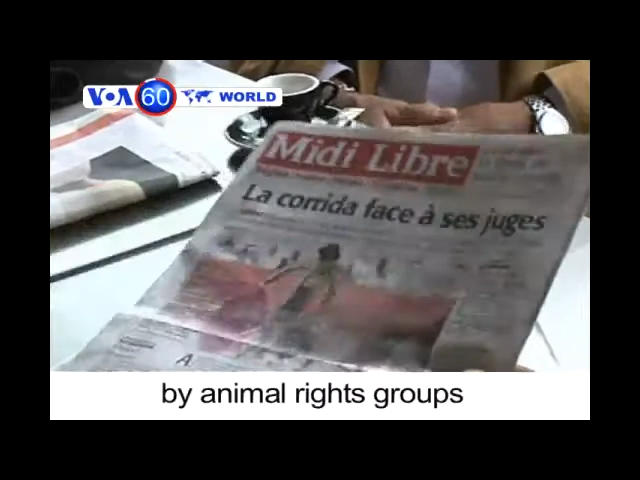 VOA 60 WORLD
Midi Libre
La corrida face à ses juges
by animal rights groups